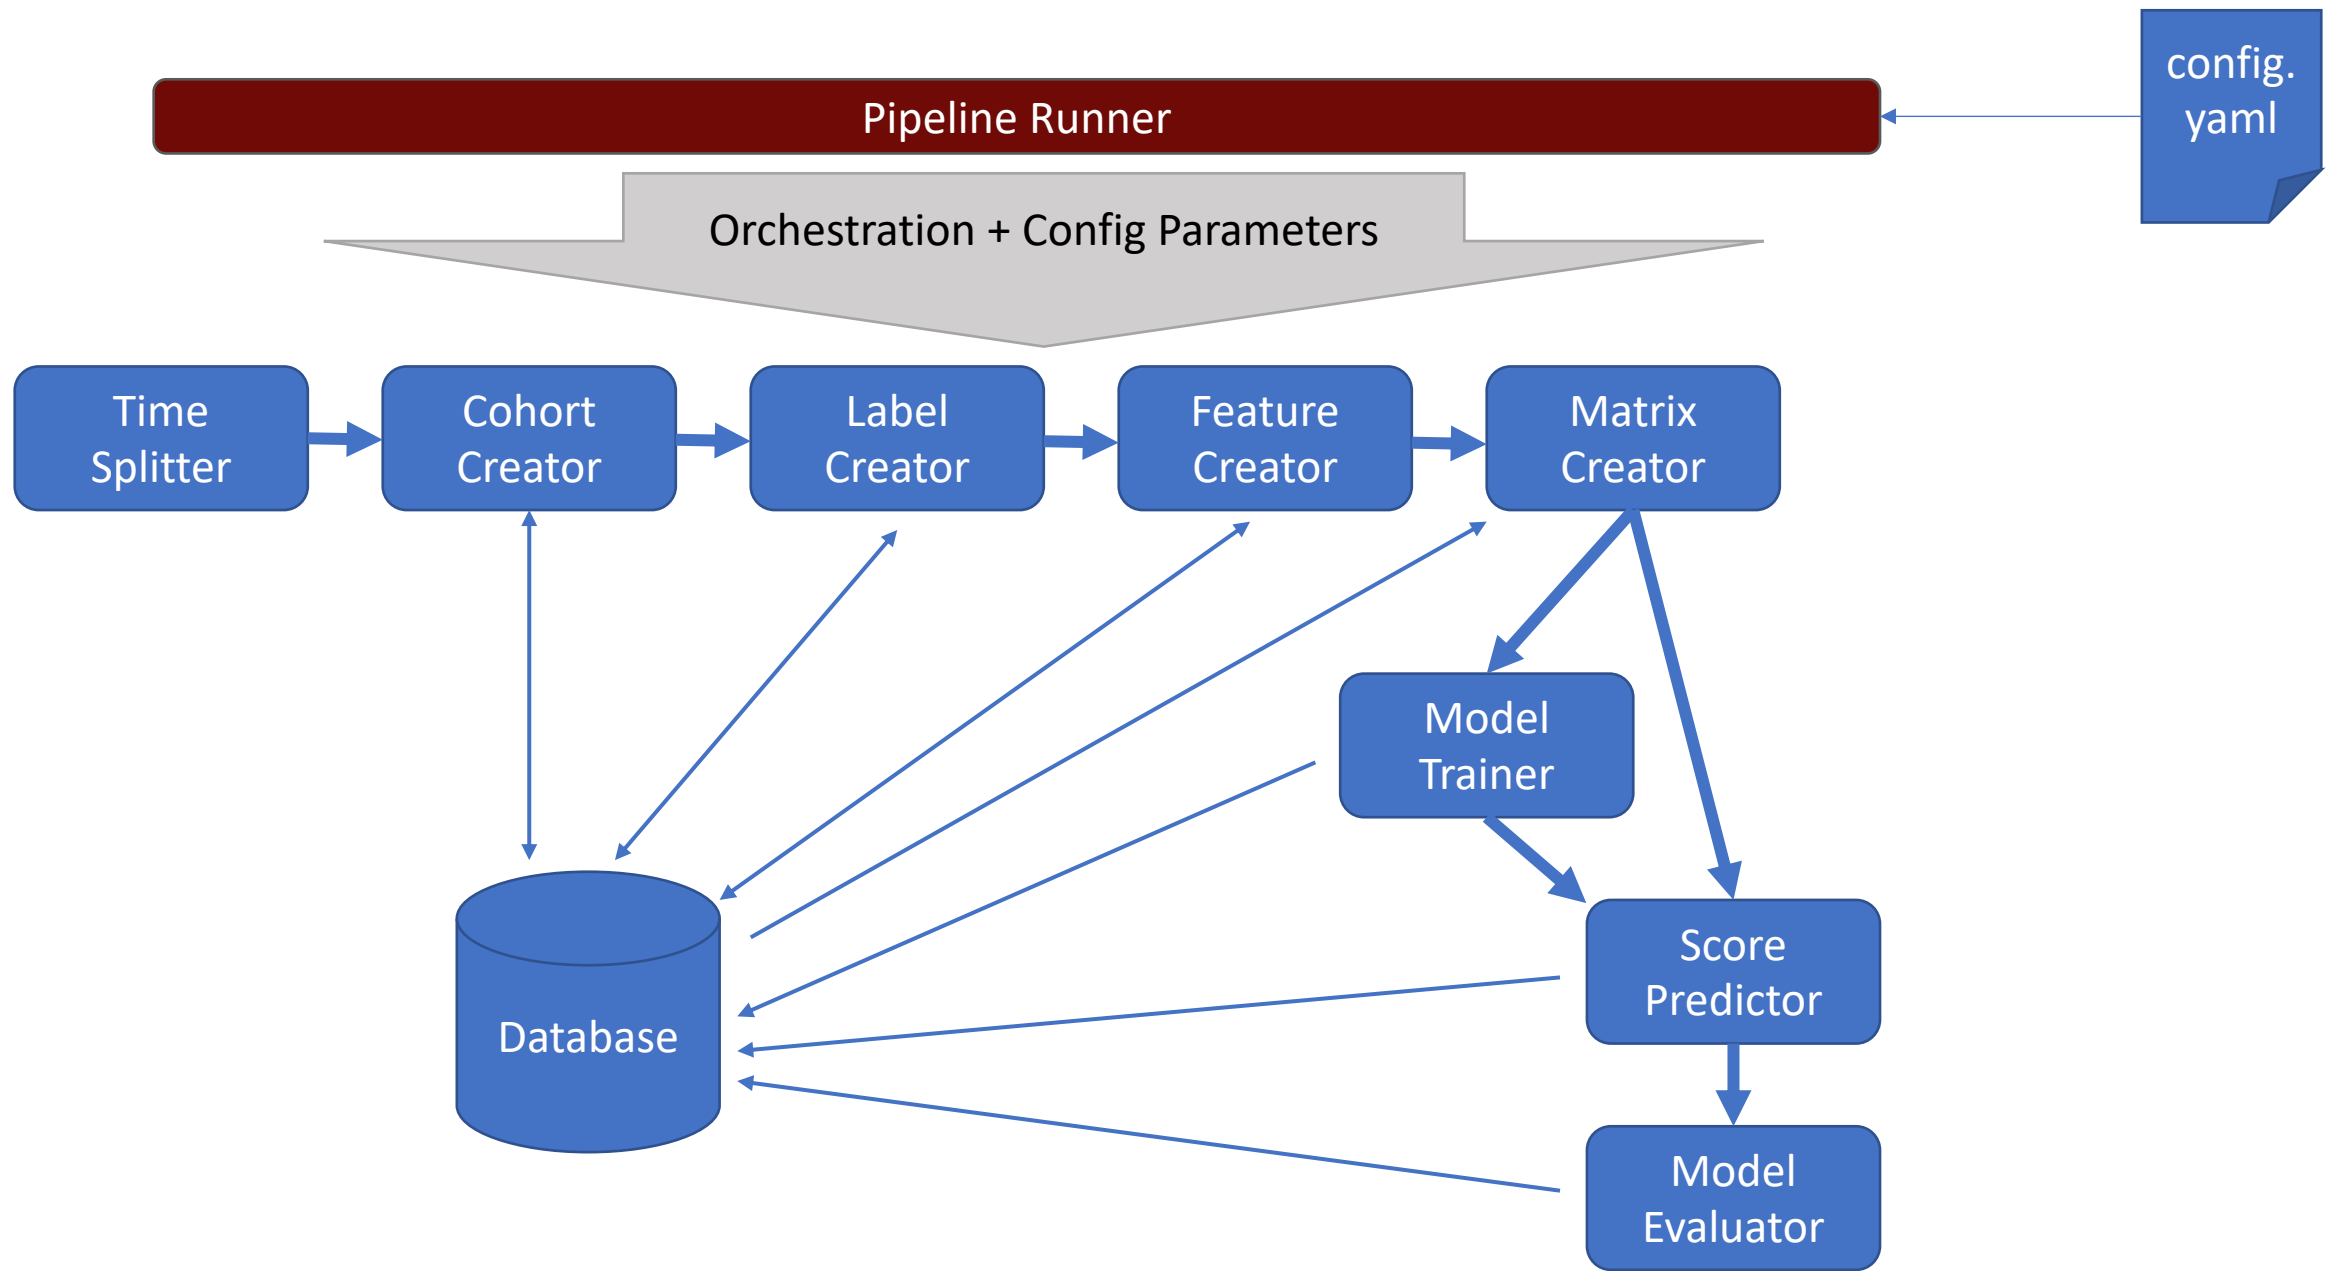 config.
yaml
Pipeline Runner
Orchestration + Config Parameters
Time
Splitter
Cohort
Creator
Label
Creator
Feature
Creator
Matrix
Creator
Model
Trainer
Score
Predictor
Database
Model
Evaluator